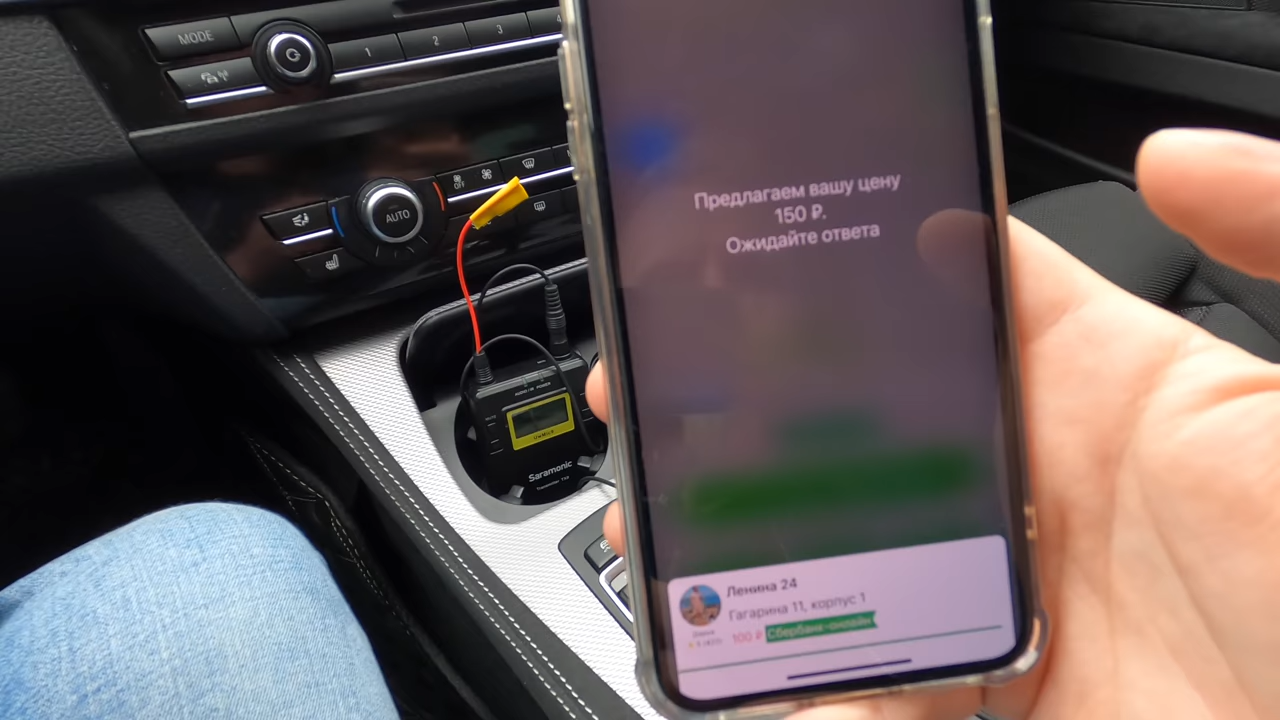 MODE
1
2
3
4
OFF
AUTO
Saramonic
Предлагаем вашу цену
150 ₽.
Ожидайте ответа
Ленина 24
Гагарина 11, корпус 1
100 ₽ Сбербанк-онлайн